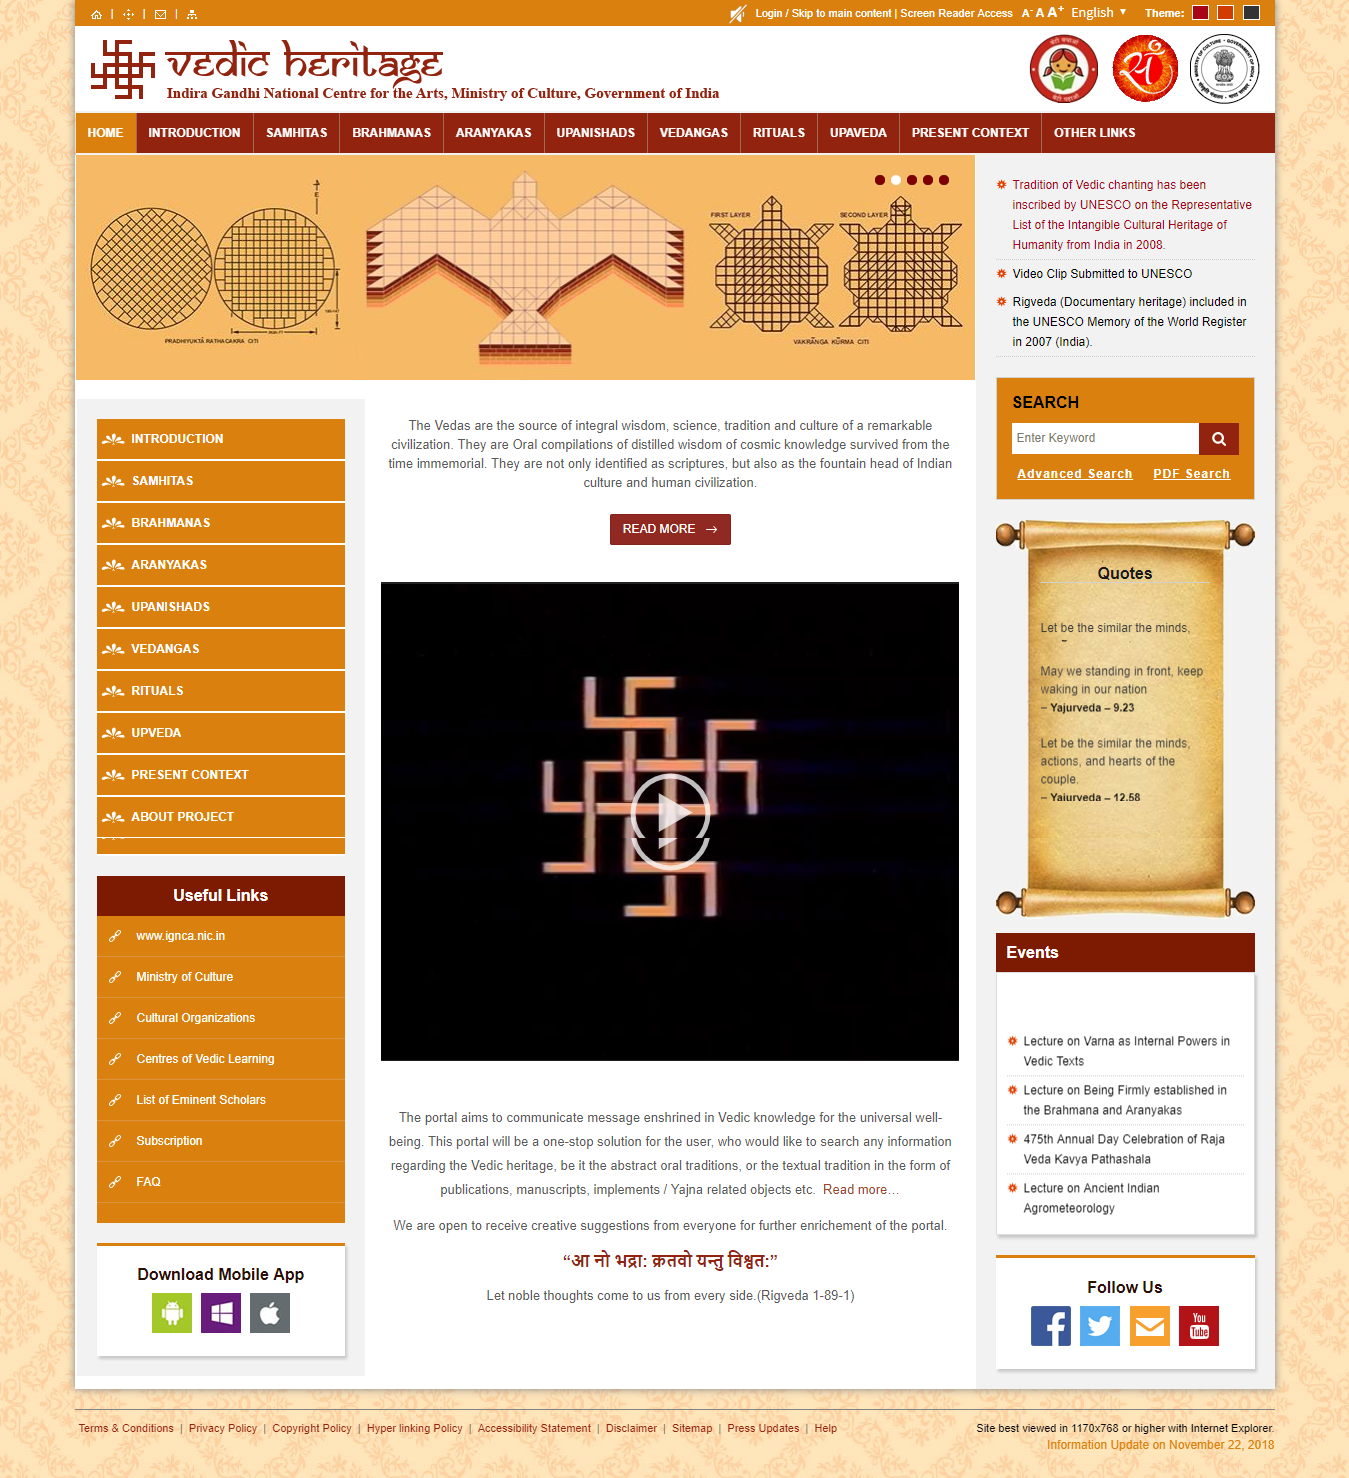 Login / Skip to main content | Screen Reader Access A- A A+ English ▼ Theme:
vedic heritage
Indira Gandhi National Centre for the Arts, Ministry of Culture, Government of India
HOME INTRODUCTION SAMHITAS BRAHMANAS ARANYAKAS UPANISHADS VEDANGAS RITUALS UPAVEDA PRESENT CONTEXT OTHER LINKS
FIRST LAYER SECOND LAYER
PRADHIYUKTĀ RATHACAKRA CITI
VAKRĀNGA KŪRMA CITI
Tradition of Vedic chanting has been
inscribed by UNESCO on the Representative
List of the Intangible Cultural Heritage of
Humanity from India in 2008.
Video Clip Submitted to UNESCO
Rigveda (Documentary heritage) included in
the UNESCO Memory of the World Register
in 2007 (India).
INTRODUCTION
SAMHITAS
BRAHMANAS
ARANYAKAS
UPANISHADS
VEDANGAS
RITUALS
UPVEDA
PRESENT CONTEXT
ABOUT PROJECT
Useful Links
www.ignca.nic.in
Ministry of Culture
Cultural Organizations
Centres of Vedic Learning
List of Eminent Scholars
Subscription
FAQ
Download Mobile App
The Vedas are the source of integral wisdom, science, tradition and culture of a remarkable
civilization. They are Oral compilations of distilled wisdom of cosmic knowledge survived from the
time immemorial. They are not only identified as scriptures, but also as the fountain head of Indian
culture and human civilization.
READ MORE →
The portal aims to communicate message enshrined in Vedic knowledge for the universal well-
being. This portal will be a one-stop solution for the user, who would like to search any information
regarding the Vedic heritage, be it the abstract oral traditions, or the textual tradition in the form of
publications, manuscripts, implements / Yajna related objects etc. Read more…
We are open to receive creative suggestions from everyone for further enrichement of the portal.
“आ नो भद्रा: क्रतवो यन्तु विश्वत:”
Let noble thoughts come to us from every side.(Rigveda 1-89-1)
SEARCH
Enter Keyword
Advanced Search PDF Search
Quotes
Let be the similar the minds,
May we standing in front, keep
waking in our nation
– Yajurveda – 9.23
Let be the similar the minds,
actions, and hearts of the
couple.
– Yajurveda – 12.58
Events
Lecture on Varna as Internal Powers in
Vedic Texts
Lecture on Being Firmly established in
the Brahmana and Aranyakas
475th Annual Day Celebration of Raja
Veda Kavya Pathashala
Lecture on Ancient Indian
Agrometeorology
Follow Us
You
Tube
Terms & Conditions | Privacy Policy | Copyright Policy | Hyper linking Policy | Accessibility Statement | Disclaimer | Sitemap | Press Updates | Help
Site best viewed in 1170x768 or higher with Internet Explorer.
Information Update on November 22, 2018